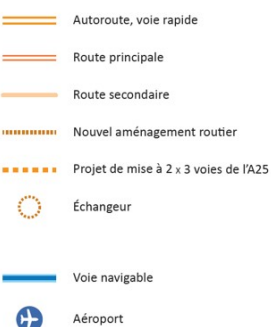 Autoroute, voie rapide
Route principale
Route secondaire
Nouvel aménagement routier
Projet de mise à 2 x 3 voies de l'A25
Échangeur
Voie navigable
Aéroport